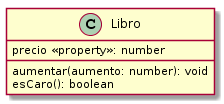 C Libro
precio «property»: number
aumentar(aumento: number): void
esCaro(): boolean